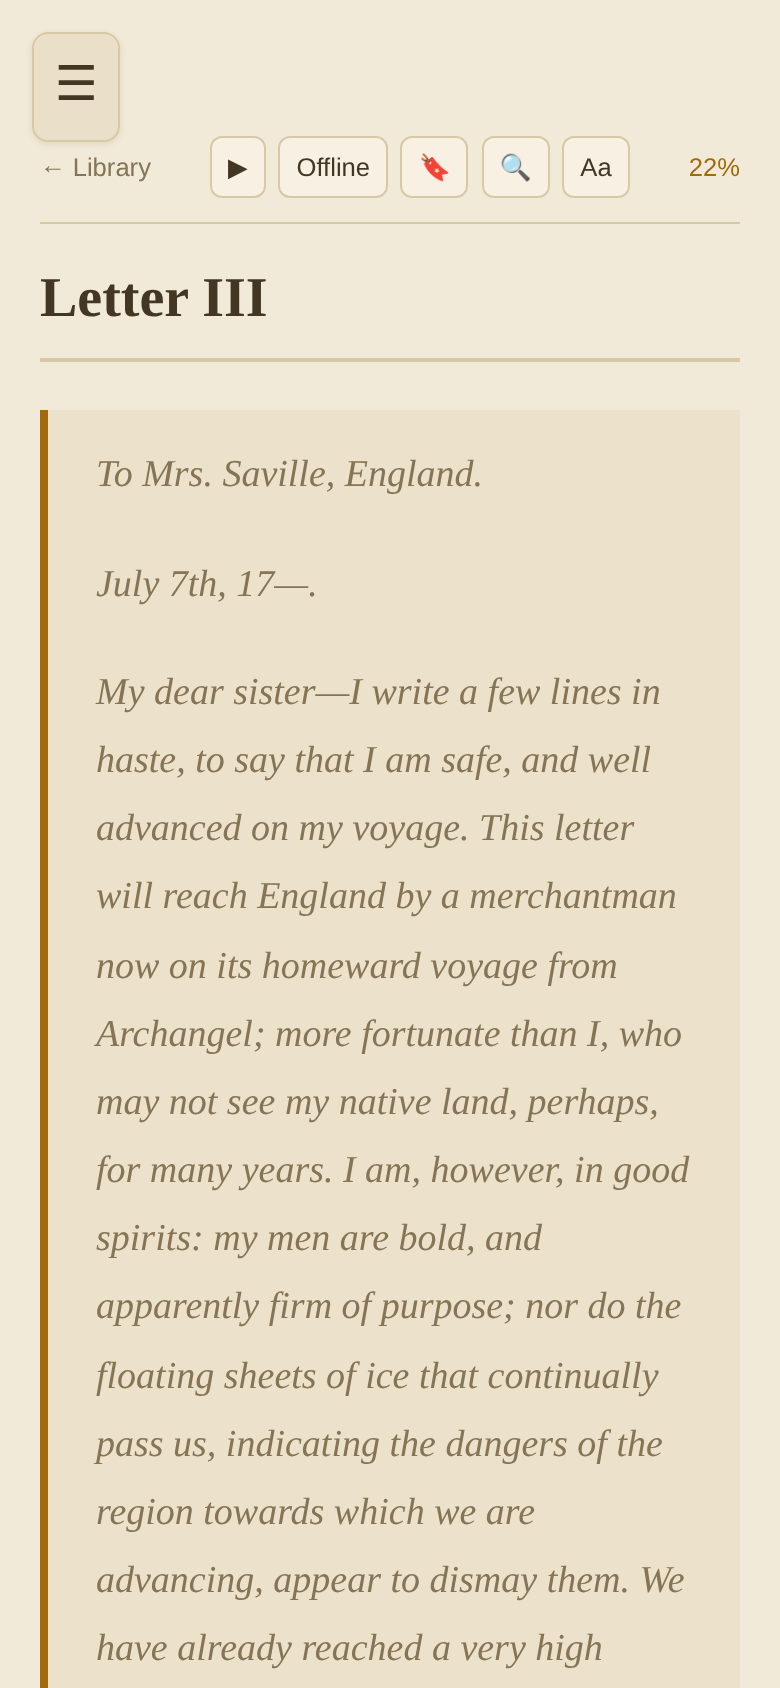 ← Library
▶ Offline Aa 22%
Letter III
To Mrs. Saville, England.
July 7th, 17—.
My dear sister—I write a few lines in
haste, to say that I am safe, and well
advanced on my voyage. This letter
will reach England by a merchantman
now on its homeward voyage from
Archangel; more fortunate than I, who
may not see my native land, perhaps,
for many years. I am, however, in good
spirits: my men are bold, and
apparently firm of purpose; nor do the
floating sheets of ice that continually
pass us, indicating the dangers of the
region towards which we are
advancing, appear to dismay them. We
have already reached a very high